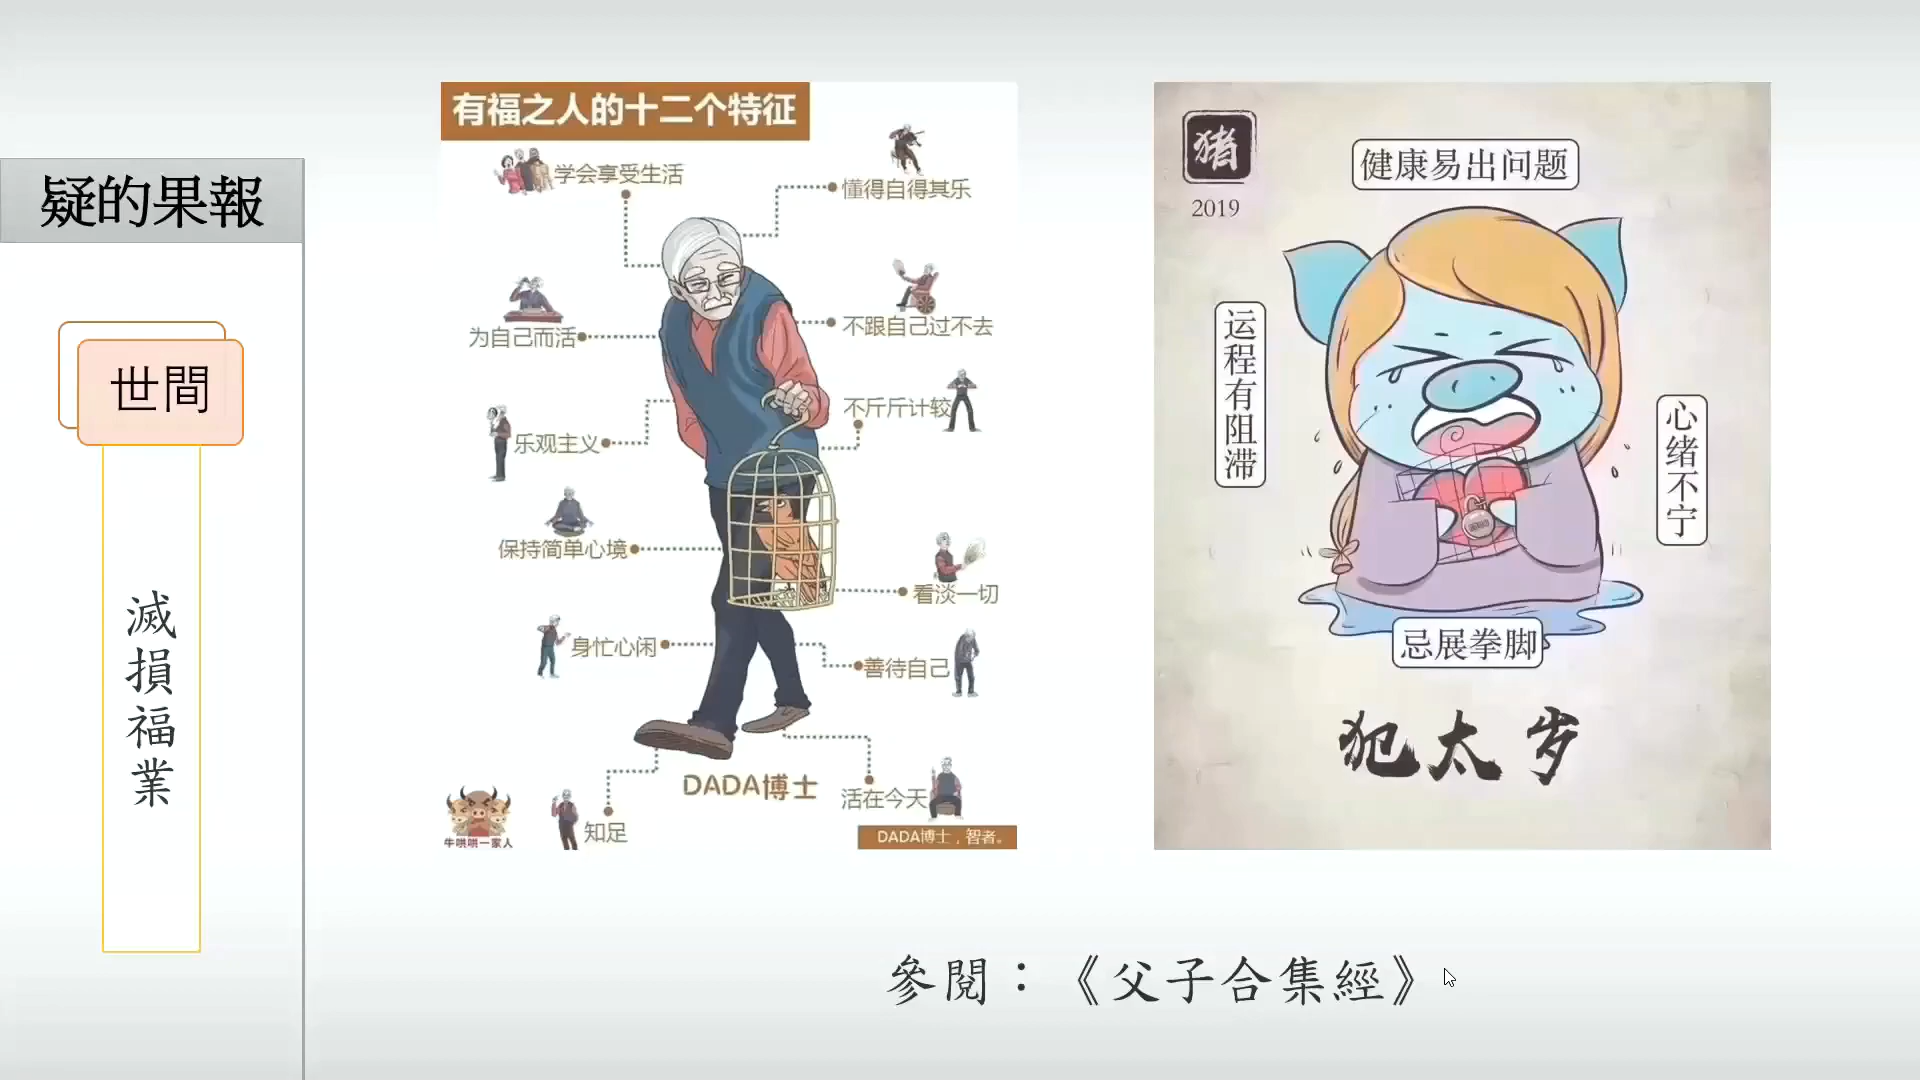 疑的果報
世間
滅損福業
有福之人的十二个特征
学会享受生活
懂得自得其乐
为自己而活
不跟自己过不去
乐观主义
不斤斤计较
保持简单心境
看淡一切
身忙心闲
善待自己
DADA博士
活在今天
知足
牛哄哄一家人
DADA博士，智者。
猪
2019
健康易出问题
运程有阻滞
心绪不宁
忌展拳脚
犯太岁
參閱：《父子合集經》